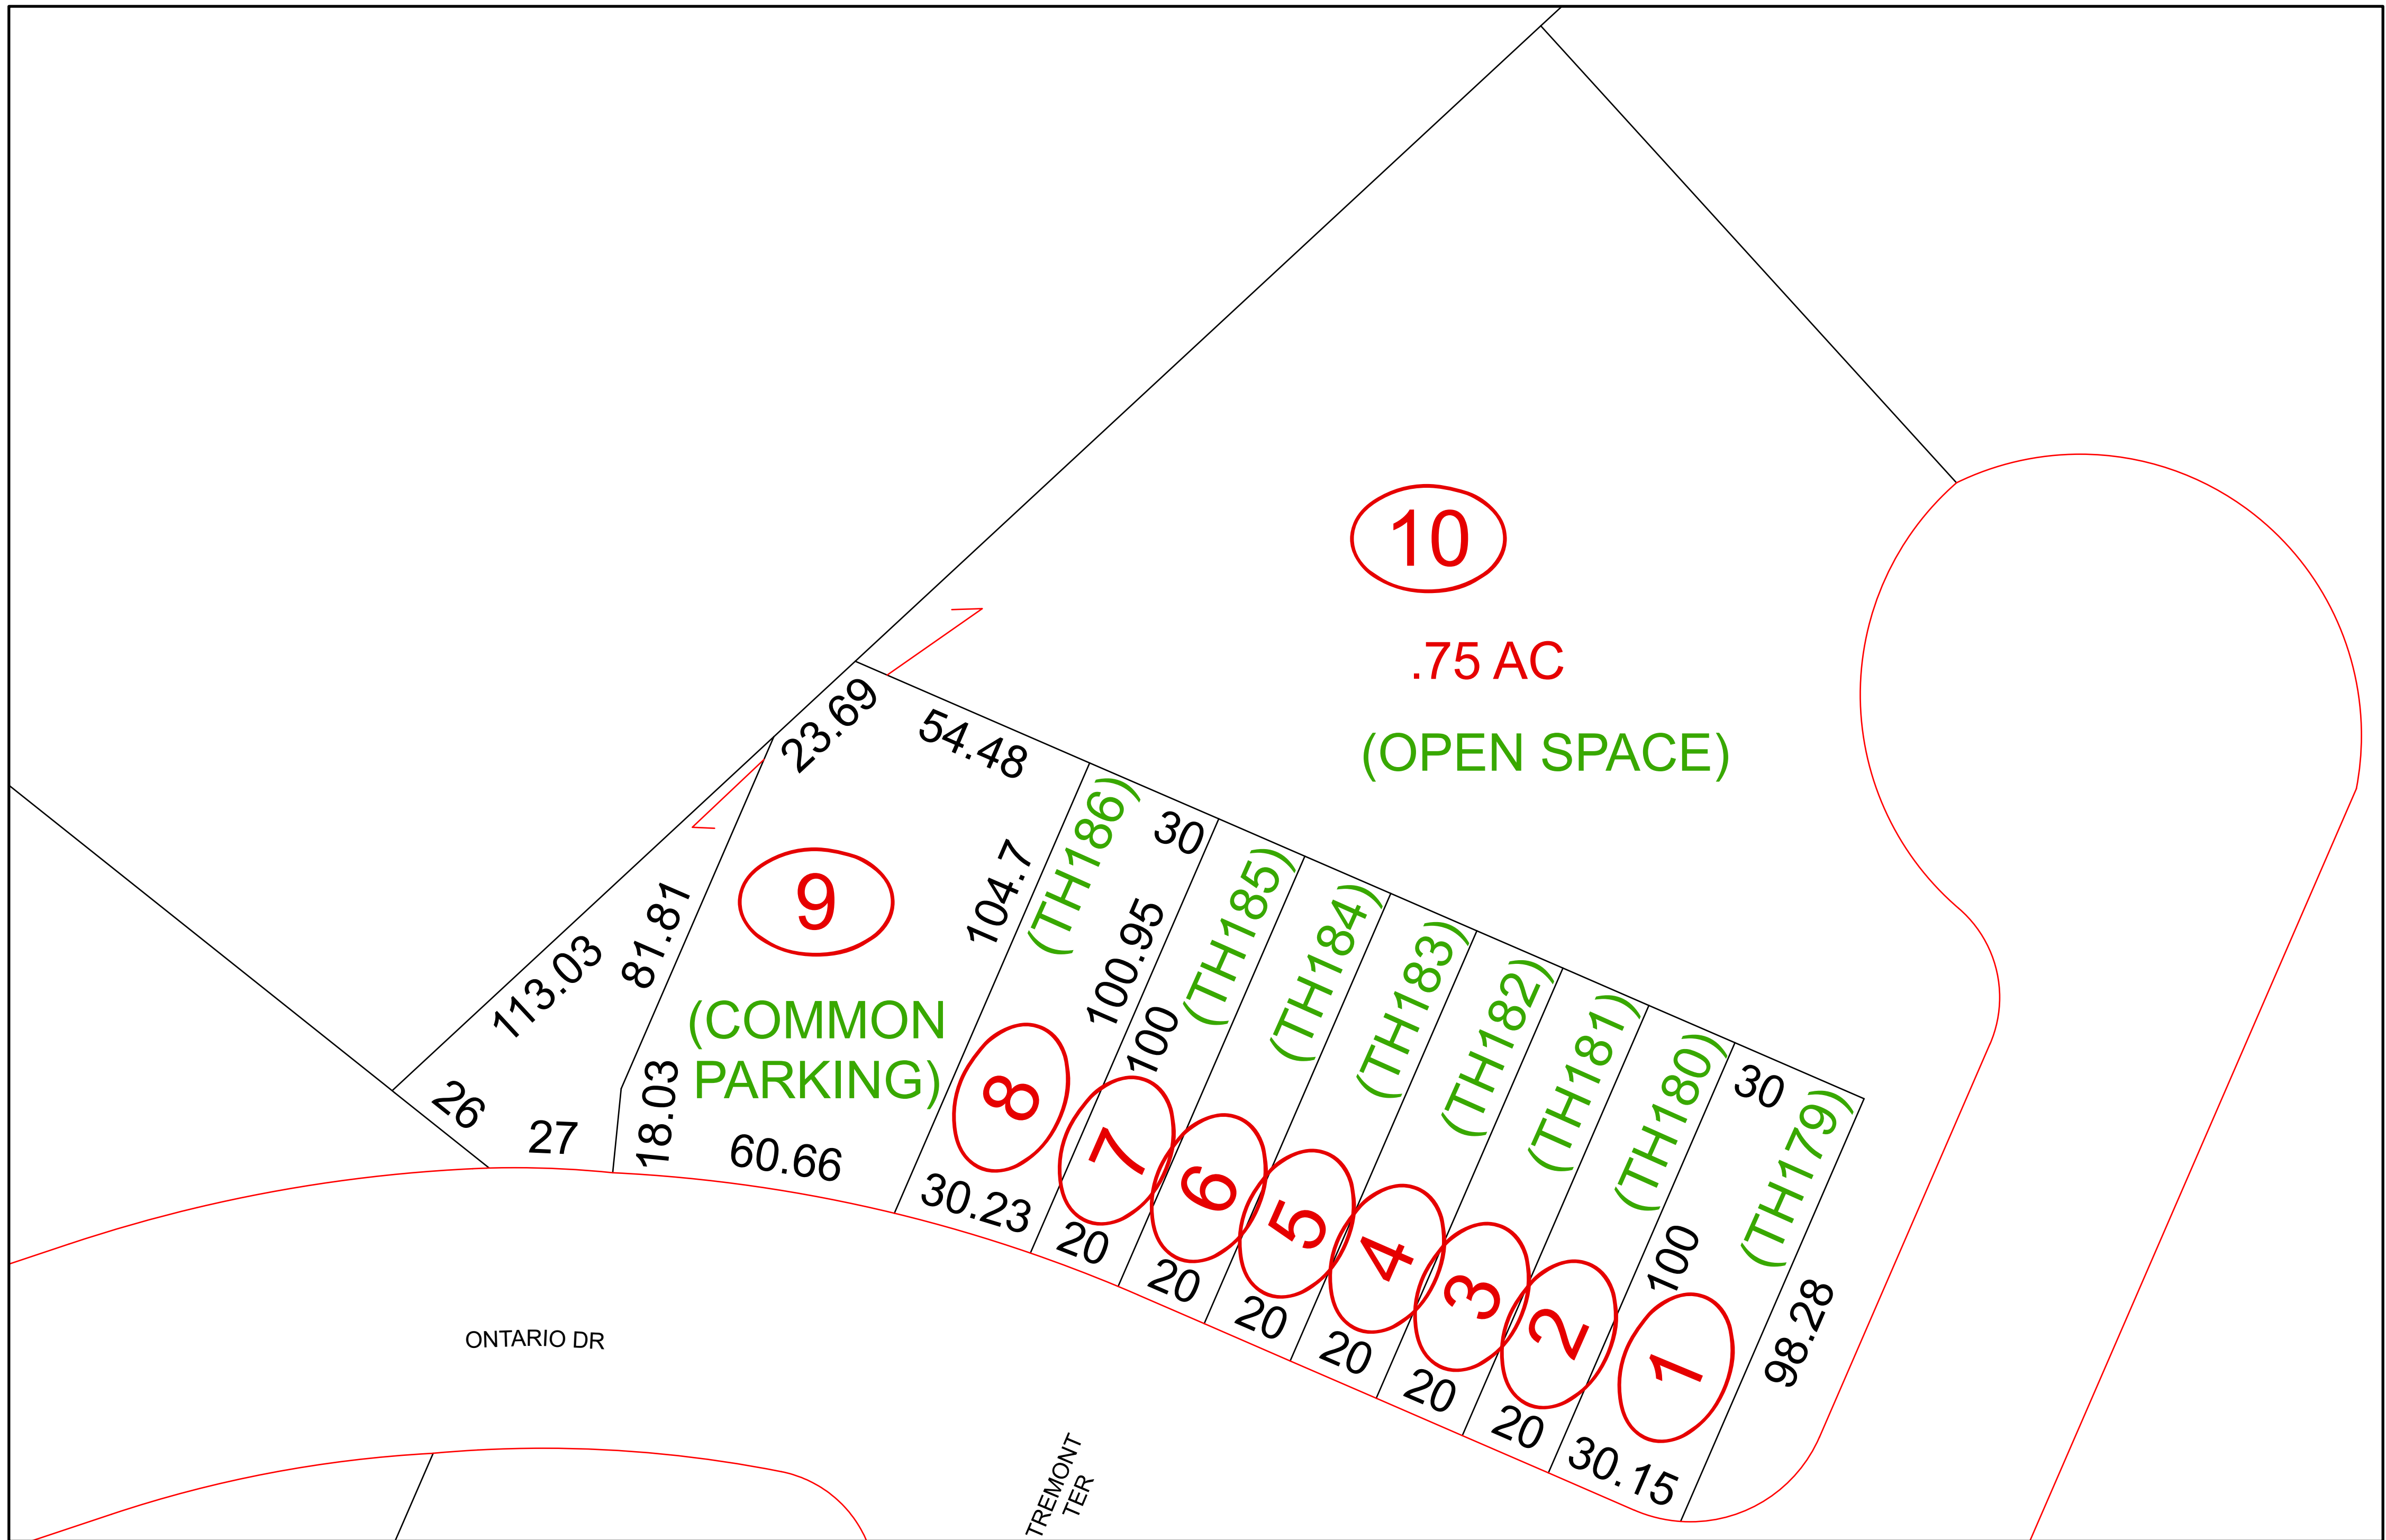 10
.75 AC
(OPEN SPACE)
23.69
54.48
104.7
(TH186)
30
100.95
100
(TH185)
(TH184)
(TH183)
(TH182)
(TH181)
(TH180)
30
(TH179)
9
81.81
113.03
(COMMON
PARKING)
18.03
26
27
60.66
8
7
6
5
4
3
2
1
100
98.28
30.23
20
20
20
20
20
20
30.15
ONTARIO DR
TREMONT
TER